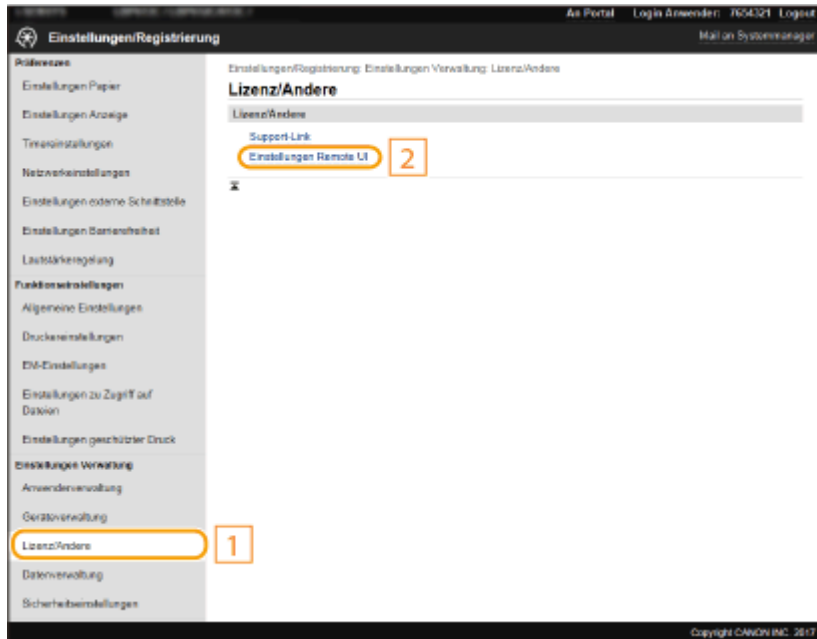 An Portal Login Anwender: 7654321 Logout
Einstellungen/Registrierung
Mail an Systemmanager
Präferenzen
Einstellungen Papier
Einstellungen Anzeige
Timereinstellungen
Netzwerkeinstellungen
Einstellungen externe Schnittstelle
Einstellungen Barrierefreiheit
Lautstärkeregelung
Funktionseinstellungen
Allgemeine Einstellungen
Druckereinstellungen
EM-Einstellungen
Einstellungen zu Zugriff auf
Dateien
Einstellungen geschützter Druck
Einstellungen Verwaltung
Anwenderverwaltung
Geräteverwaltung
Lizenz/Andere
1
Datenverwaltung
Sicherheitseinstellungen
Einstellungen/Registrierung: Einstellungen Verwaltung: Lizenz/Andere
Lizenz/Andere
Lizenz/Andere
Support-Link
Einstellungen Remote UI
2
Copyright CANON INC. 2017